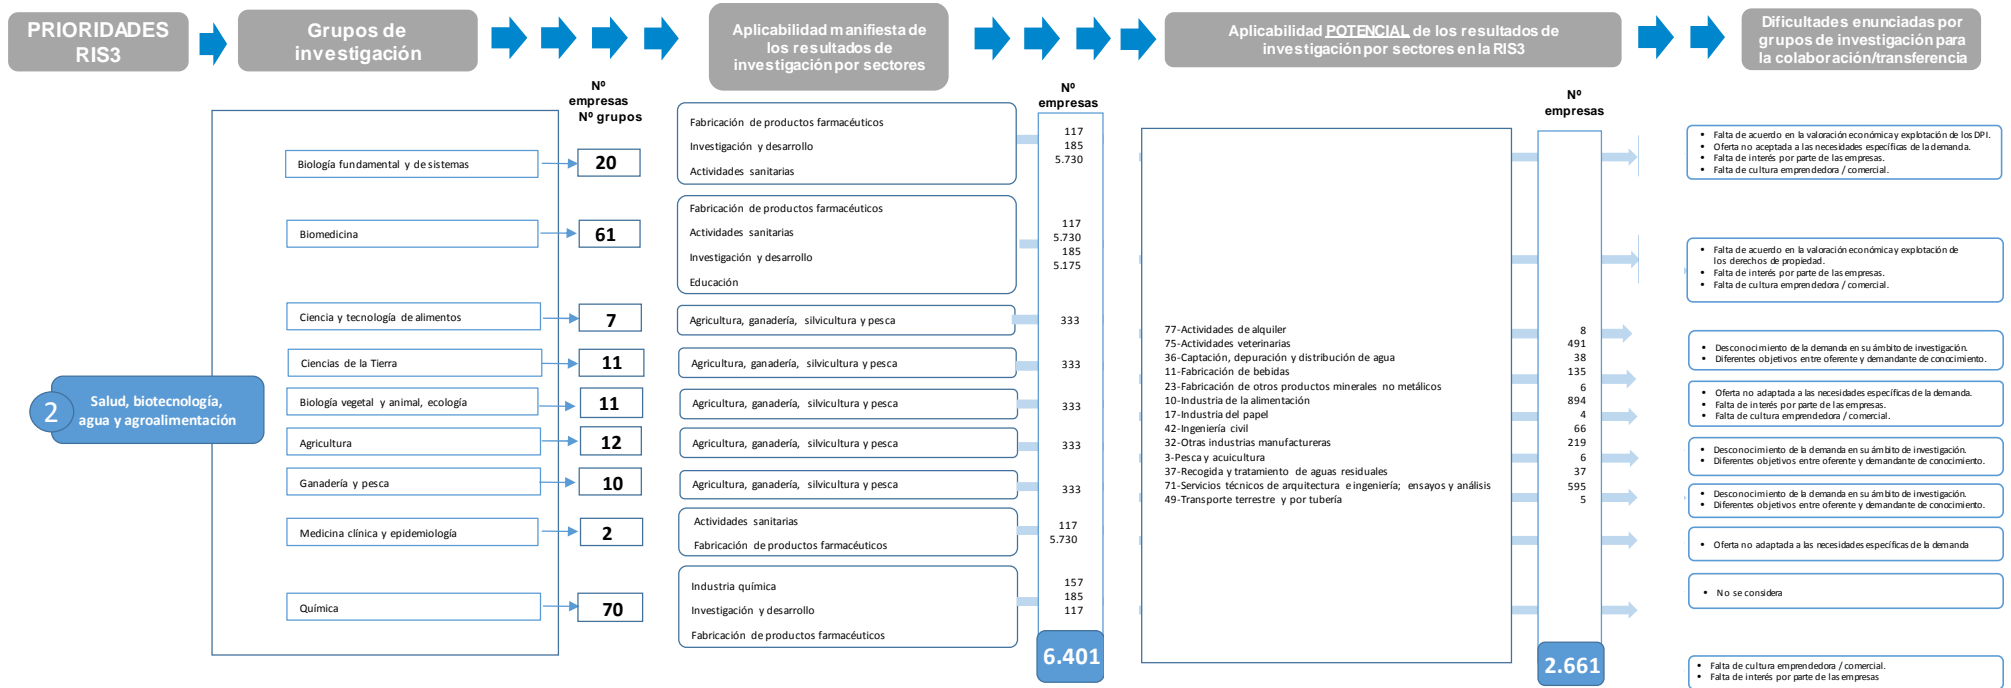 PRIORIDADES
RIS3
Grupos de
investigación
Aplicabilidad manifiesta de
los resultados de
investigación por sectores
Aplicabilidad POTENCIAL de los resultados de
investigación por sectores en la RIS3
Dificultades enunciadas por
grupos de investigación para
la colaboración/transferencia
Nº
empresas
Nº grupos
Nº
empresas
Nº
empresas
2
Salud, biotecnología,
agua y agroalimentación
Biología fundamental y de sistemas
20
Fabricación de productos farmacéuticos
Investigación y desarrollo
Actividades sanitarias
117
185
5.730
Biomedicina
61
Fabricación de productos farmacéuticos
Actividades sanitarias
Investigación y desarrollo
Educación
117
5.730
185
5.175
Ciencia y tecnología de alimentos
7
Agricultura, ganadería, silvicultura y pesca
333
Ciencias de la Tierra
11
Agricultura, ganadería, silvicultura y pesca
333
Biología vegetal y animal, ecología
11
Agricultura, ganadería, silvicultura y pesca
333
Agricultura
12
Agricultura, ganadería, silvicultura y pesca
333
Ganadería y pesca
10
Agricultura, ganadería, silvicultura y pesca
333
Medicina clínica y epidemiología
2
Actividades sanitarias
Fabricación de productos farmacéuticos
117
5.730
Química
70
Industria química
Investigación y desarrollo
Fabricación de productos farmacéuticos
157
185
117
6.401
77-Actividades de alquiler 8
75-Actividades veterinarias 491
36-Captación, depuración y distribución de agua 38
11-Fabricación de bebidas 135
23-Fabricación de otros productos minerales no metálicos 6
10-Industria de la alimentación 894
17-Industria del papel 4
42-Ingeniería civil 66
32-Otras industrias manufactureras 219
3-Pesca y acuicultura 6
37-Recogida y tratamiento de aguas residuales 37
71-Servicios técnicos de arquitectura e ingeniería; ensayos y análisis 595
49-Transporte terrestre y por tubería 5
2.661
• Falta de acuerdo en la valoración económica y explotación de los DPI.
• Oferta no aceptada a las necesidades específicas de la demanda.
• Falta de interés por parte de las empresas.
• Falta de cultura emprendedora / comercial.
• Falta de acuerdo en la valoración económica y explotación de
los derechos de propiedad.
• Falta de interés por parte de las empresas.
• Falta de cultura emprendedora / comercial.
• Desconocimiento de la demanda en su ámbito de investigación.
• Diferentes objetivos entre oferente y demandante de conocimiento.
• Oferta no adaptada a las necesidades específicas de la demanda.
• Falta de interés por parte de las empresas.
• Falta de cultura emprendedora / comercial.
• Desconocimiento de la demanda en su ámbito de investigación.
• Diferentes objetivos entre oferente y demandante de conocimiento.
• Desconocimiento de la demanda en su ámbito de investigación.
• Diferentes objetivos entre oferente y demandante de conocimiento.
• Oferta no adaptada a las necesidades específicas de la demanda
• No se considera
• Falta de cultura emprendedora / comercial.
• Falta de interés por parte de las empresas